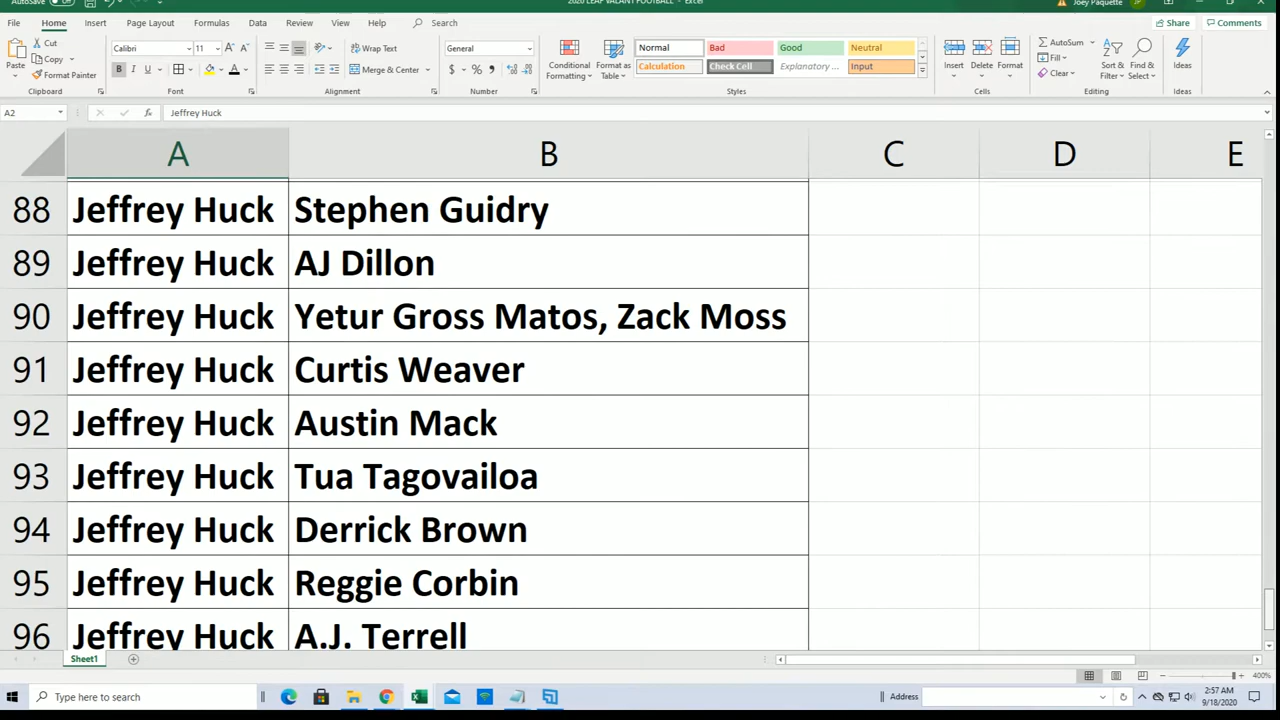 AutoSave Off 2020 LEAF VALANT FOOTBALL - Excel Joey Paquette JP
File Home Insert Page Layout Formulas Data Review View Help Search Share Comments
Paste Cut Calibri 11 A A Wrap Text General Conditional Formatting Format as Table Normal Bad Good Neutral Insert Delete Format AutoSum Sort & Filter Find & Select Ideas
Copy Fill
Format Painter B I U A Merge & Center $ % , Calculation Check Cell Explanatory ... Input Clear
Clipboard Font Alignment Number Styles Cells Editing Ideas
A2 fx Jeffrey Huck
A B C D E
88 Jeffrey Huck Stephen Guidry
89 Jeffrey Huck AJ Dillon
90 Jeffrey Huck Yetur Gross Matos, Zack Moss
91 Jeffrey Huck Curtis Weaver
92 Jeffrey Huck Austin Mack
93 Jeffrey Huck Tua Tagovailoa
94 Jeffrey Huck Derrick Brown
95 Jeffrey Huck Reggie Corbin
96 Jeffrey Huck A.J. Terrell
Sheet1
400%
Type here to search Address 2:57 AM
9/18/2020